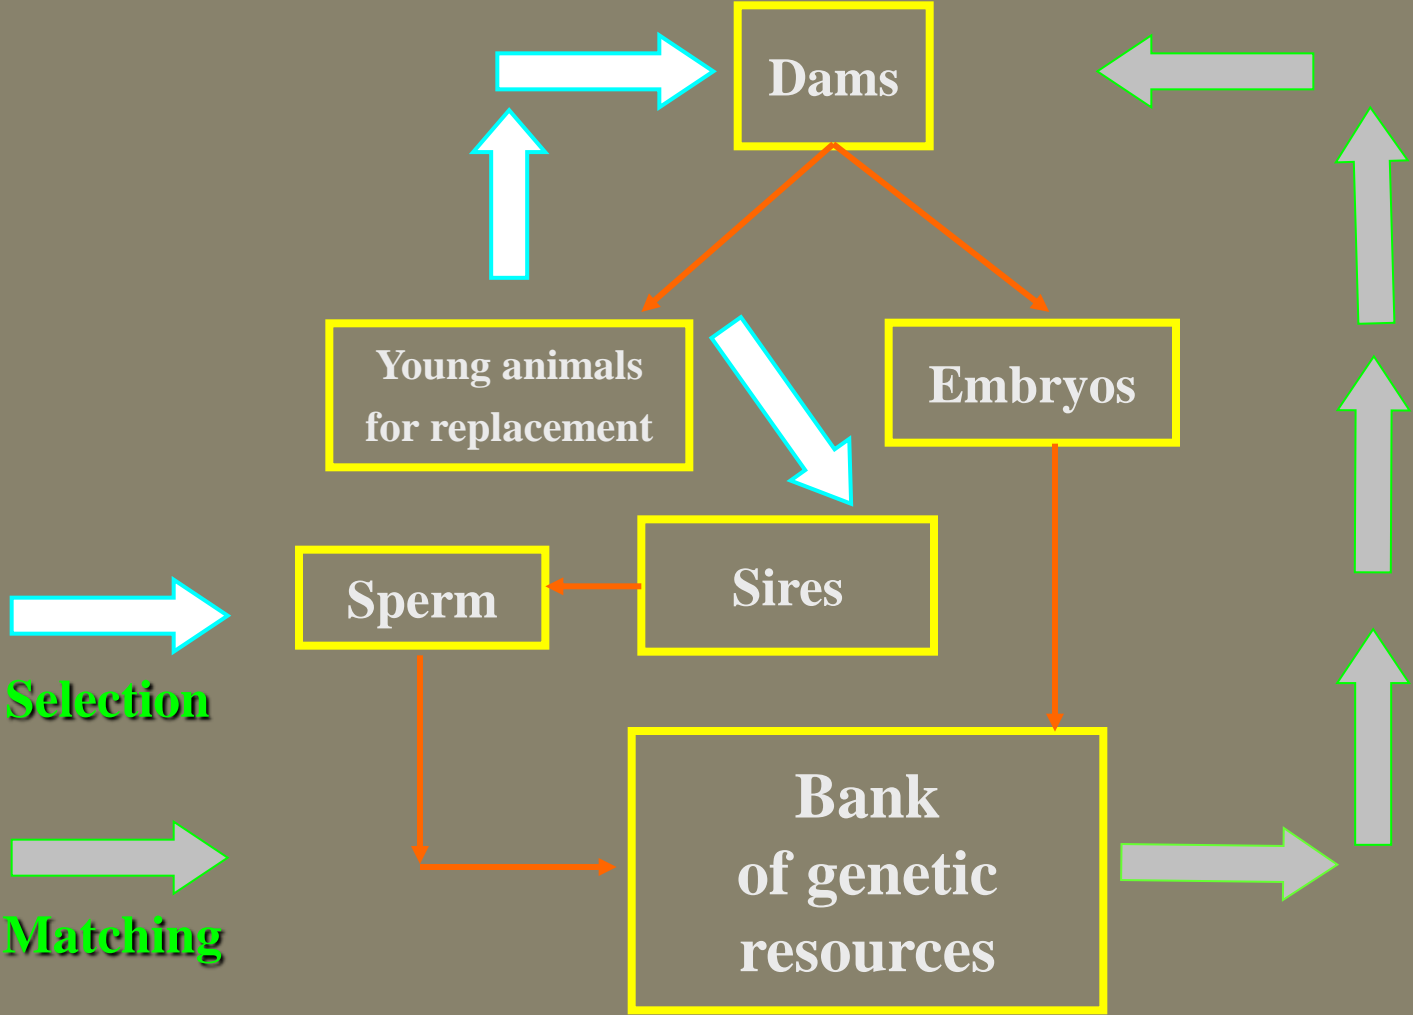 Dams
Young animals
for replacement
Embryos
Sperm
Sires
Selection
Bank
of genetic
resources
Matching